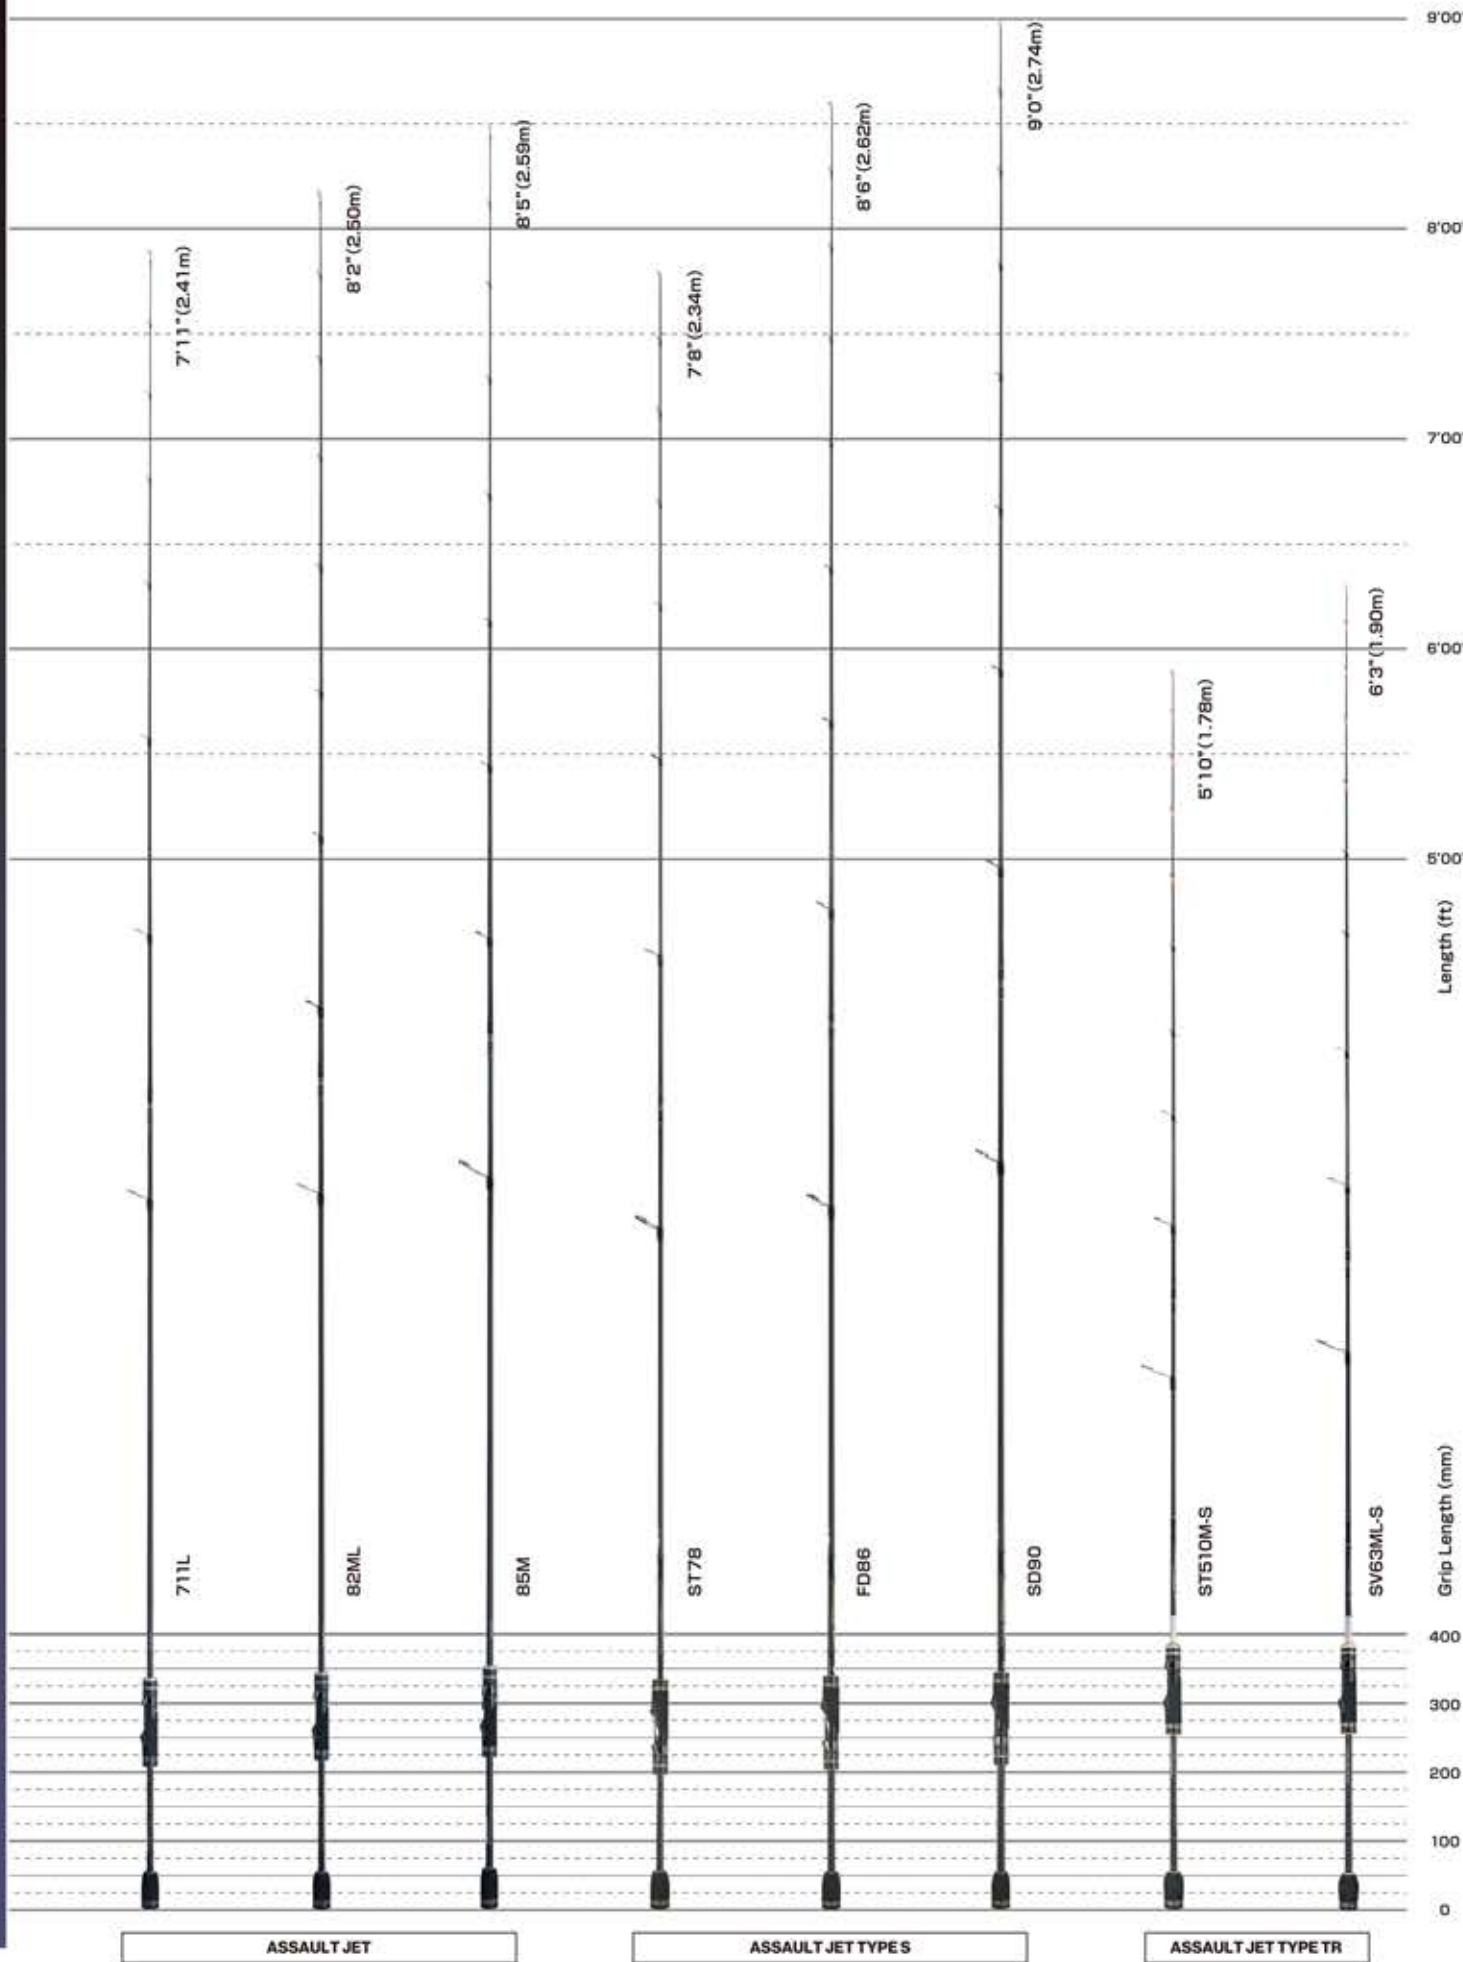 9'00"
9'0"(2.74m)
8'6"(2.62m)
8'5"(2.59m)
8'2"(2.50m)
8'00"
7'11"(2.41m)
7'8"(2.34m)
7'00"
6'3"(1.90m)
6'00"
5'10"(1.78m)
5'00"
Length (ft)
Grip Length (mm)
711L
82ML
85M
ST78
FD86
SD90
ST510M-S
SV63ML-S
400
300
200
100
0
ASSAULT JET
ASSAULT JET TYPE S
ASSAULT JET TYPE TR